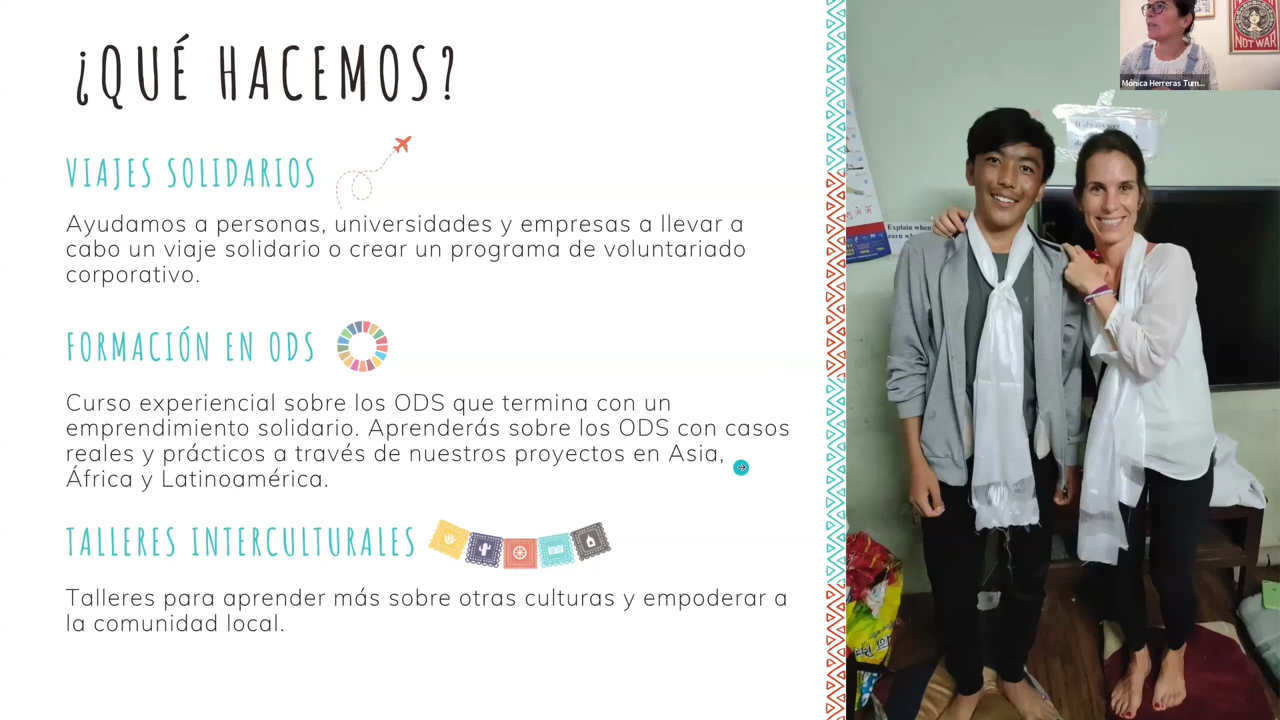 ¿QUÉ HACEMOS?
VIAJES SOLIDARIOS
Ayudamos a personas, universidades y empresas a llevar a
cabo un viaje solidario o crear un programa de voluntariado
corporativo.
FORMACIÓN EN ODS
Curso experiencial sobre los ODS que termina con un
emprendimiento solidario. Aprenderás sobre los ODS con casos
reales y prácticos a través de nuestros proyectos en Asia,
África y Latinoamérica.
TALLERES INTERCULTURALES
Talleres para aprender más sobre otras culturas y empoderar a
la comunidad local.
NOT WAR
Mónica Herreras Turn...
Explain when